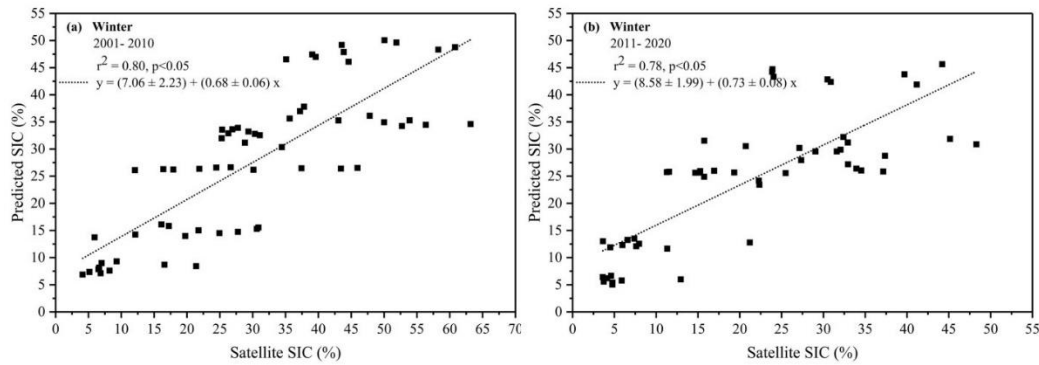 (a) Winter
2001- 2010
r² = 0.80, p<0.05
y = (7.06 ± 2.23) + (0.68 ± 0.06) x
Predicted SIC (%)
55
50
45
40
35
30
25
20
15
10
5
0
0 5 10 15 20 25 30 35 40 45 50 55 60 65 70
Satellite SIC (%)
(b) Winter
2011- 2020
r² = 0.78, p<0.05
y = (8.58 ± 1.99) + (0.73 ± 0.08) x
Predicted SIC (%)
55
50
45
40
35
30
25
20
15
10
5
0
0 5 10 15 20 25 30 35 40 45 50 55
Satellite SIC (%)